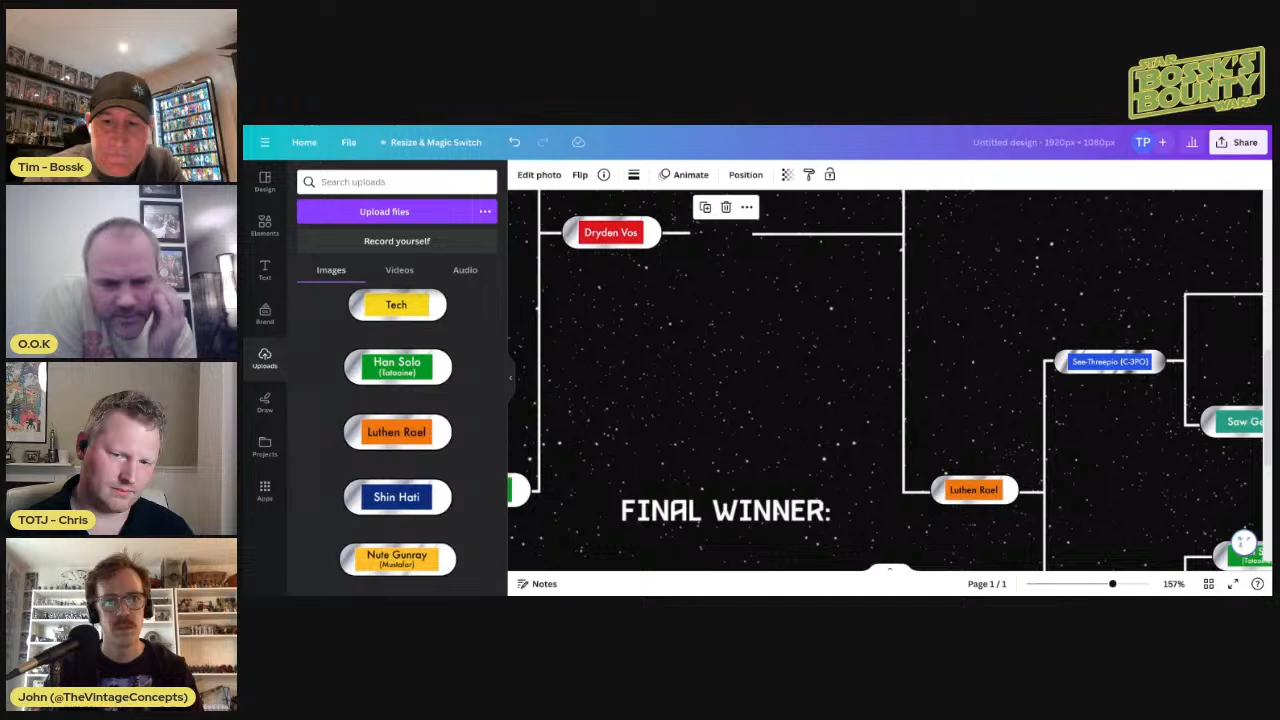 STAR
BOSSK'S
BOUNTY
WARS
Tim - Bossk
O.O.K
TOTJ - Chris
John (@TheVintageConcepts)
Home
File
Resize & Magic Switch
Untitled design - 1920px × 1080px
TP
+
Share
Design
Elements
Text
Brand
Uploads
Draw
Projects
Apps
Search uploads
Upload files
Record yourself
Images
Videos
Audio
Tech
Han Solo
(Tatooine)
Luthen Rael
Shin Hati
Nute Gunray
(Mustafar)
Edit photo
Flip
Animate
Position
Dryden Vos
See-Threepio (C-3PO)
Saw Ge
Luthen Rael
FINAL WINNER:
Notes
Page 1 / 1
157%